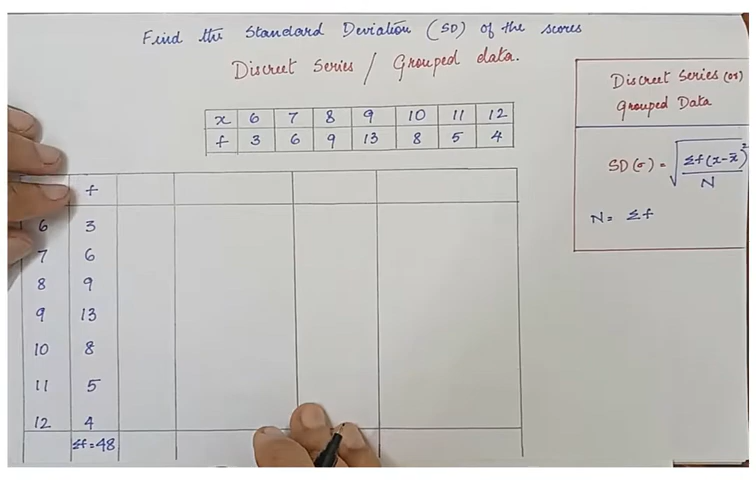 Find the Standard Deviation (SD) of the scores
Discreet Series / Grouped data.
x 6 7 8 9 10 11 12
f 3 6 9 13 8 5 4
f
6 3
7 6
8 9
9 13
10 8
11 5
12 4
Σf = 48
Discreet Series (or)
Grouped Data
SD(σ) = √(Σf(x-x̄)²/N)
N = Σf